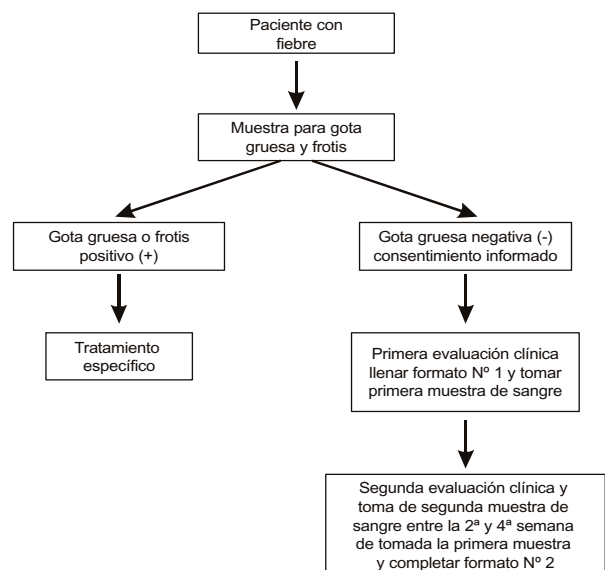 Paciente con
fiebre
Muestra para gota
gruesa y frotis
Gota gruesa o frotis
positivo (+)
Gota gruesa negativa (-)
consentimiento informado
Tratamiento
específico
Primera evaluación clínica
llenar formato Nº 1 y tomar
primera muestra de sangre
Segunda evaluación clínica y
toma de segunda muestra de
sangre entre la 2ª y 4ª semana
de tomada la primera muestra
y completar formato Nº 2